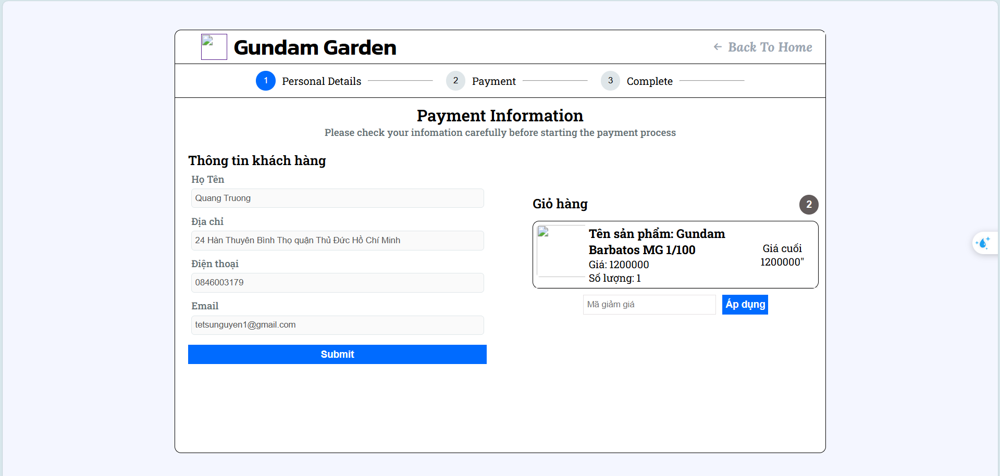 Gundam Garden
← Back To Home
1 Personal Details
2 Payment
3 Complete
Payment Information
Please check your infomation carefully before starting the payment process
Thông tin khách hàng
Họ Tên
Quang Truong
Địa chỉ
24 Hàn Thuyên Bình Thọ quận Thủ Đức Hồ Chí Minh
Điện thoại
0846003179
Email
tetsunguyen1@gmail.com
Submit
Giỏ hàng
2
Tên sản phẩm: Gundam
Barbatos MG 1/100
Giá: 1200000
Số lượng: 1
Giá cuối
1200000"
Mã giảm giá
Áp dụng